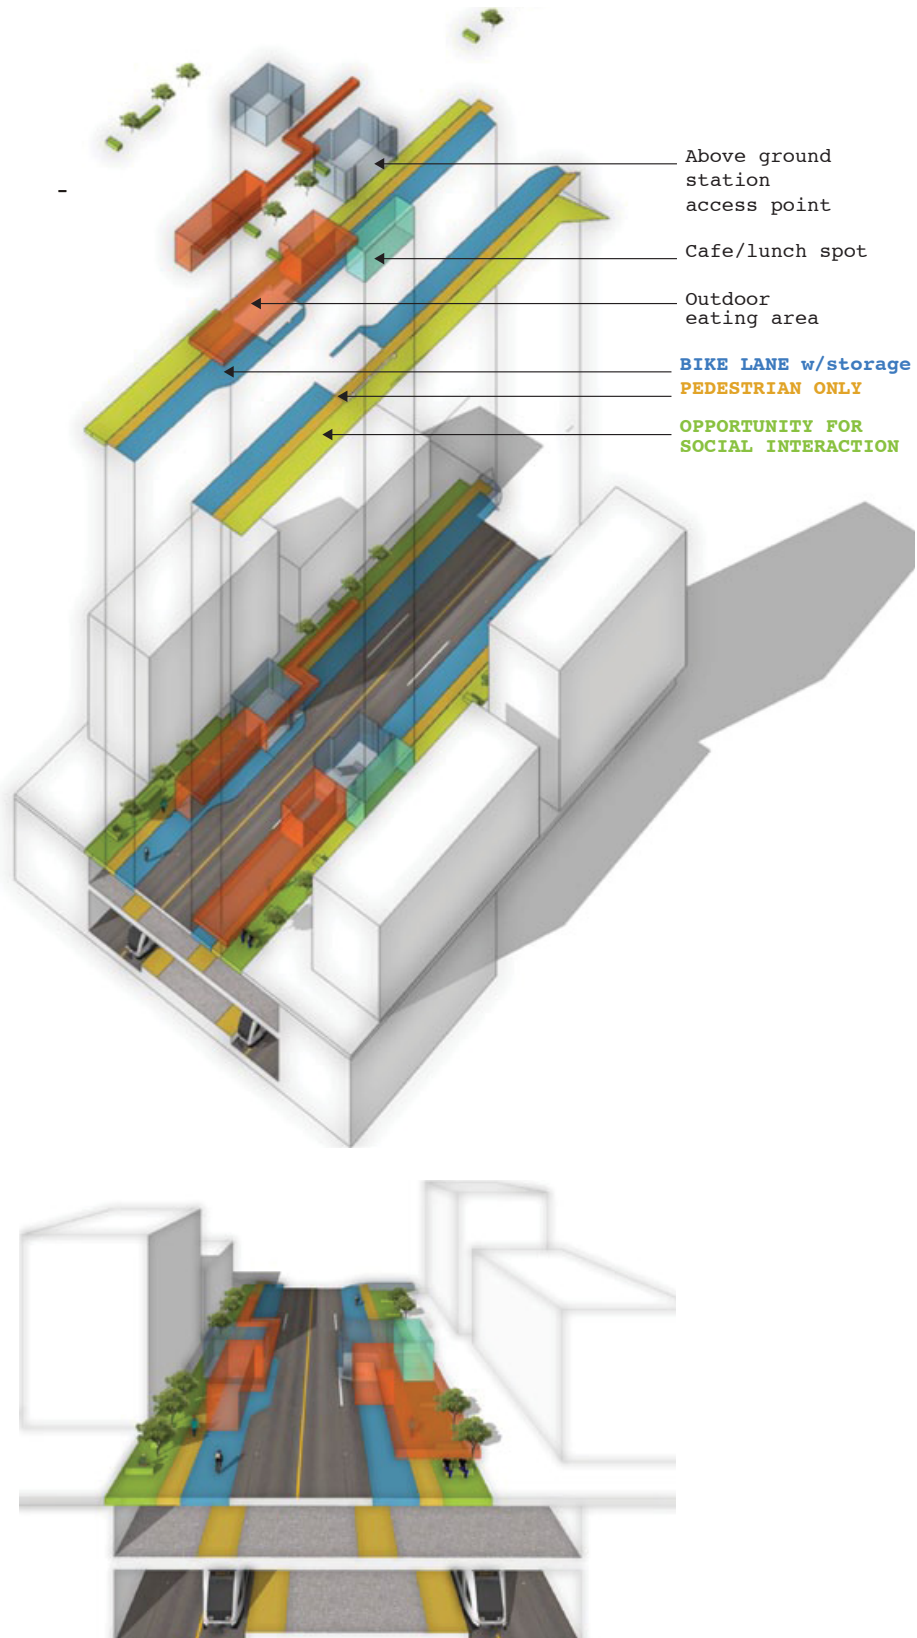 Above ground
station
access point
Cafe/lunch spot
Outdoor
eating area
BIKE LANE w/storage
PEDESTRIAN ONLY
OPPORTUNITY FOR
SOCIAL INTERACTION
-